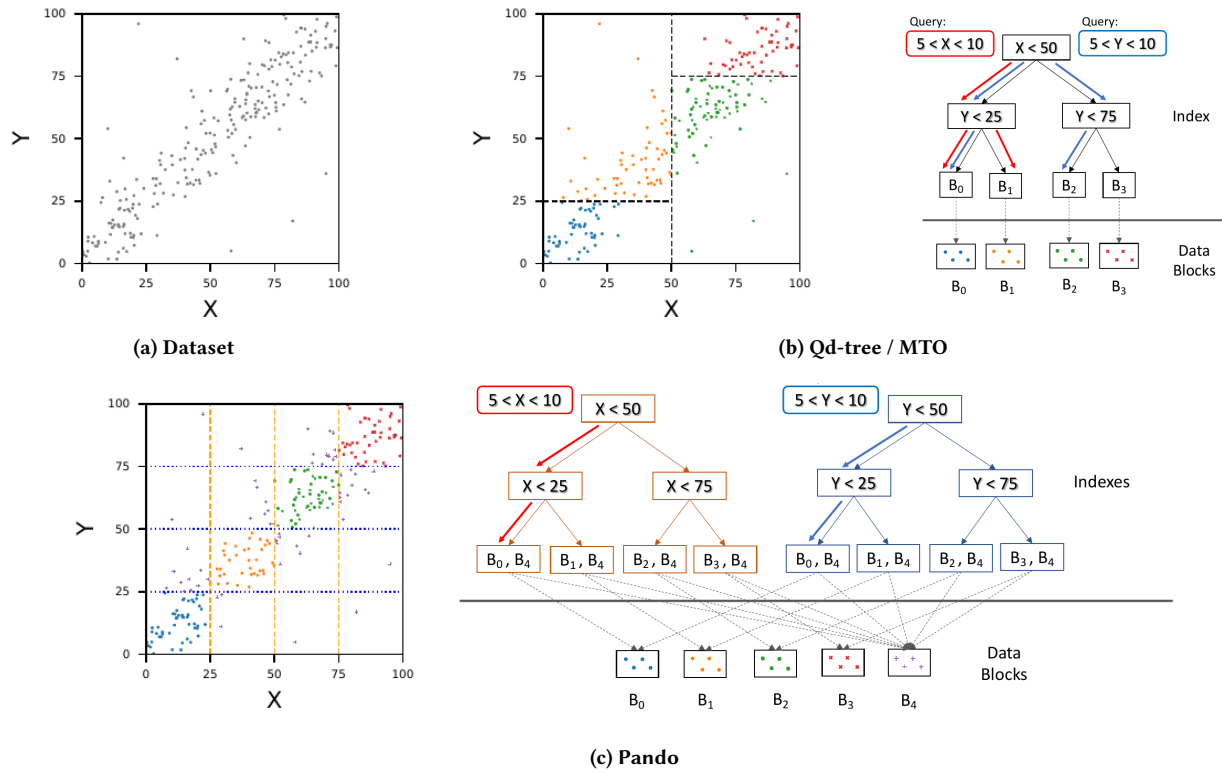 100
75
50
25
0
Y
0
25
50
75
100
X
(a) Dataset
100
75
50
25
0
Y
0
25
50
75
100
X
Query:
5 < X < 10
Query:
5 < Y < 10
X < 50
Y < 25
Y < 75
Index
B₀
B₁
B₂
B₃
Data
Blocks
B₀
B₁
B₂
B₃
(b) Qd-tree / MTO
100
75
50
25
0
Y
0
25
50
75
100
X
5 < X < 10
X < 50
5 < Y < 10
Y < 50
X < 25
X < 75
Y < 25
Y < 75
Indexes
B₀ , B₄
B₁ , B₄
B₂ , B₄
B₃ , B₄
B₀ , B₄
B₁ , B₄
B₂ , B₄
B₃ , B₄
Data
Blocks
B₀
B₁
B₂
B₃
B₄
(c) Pando